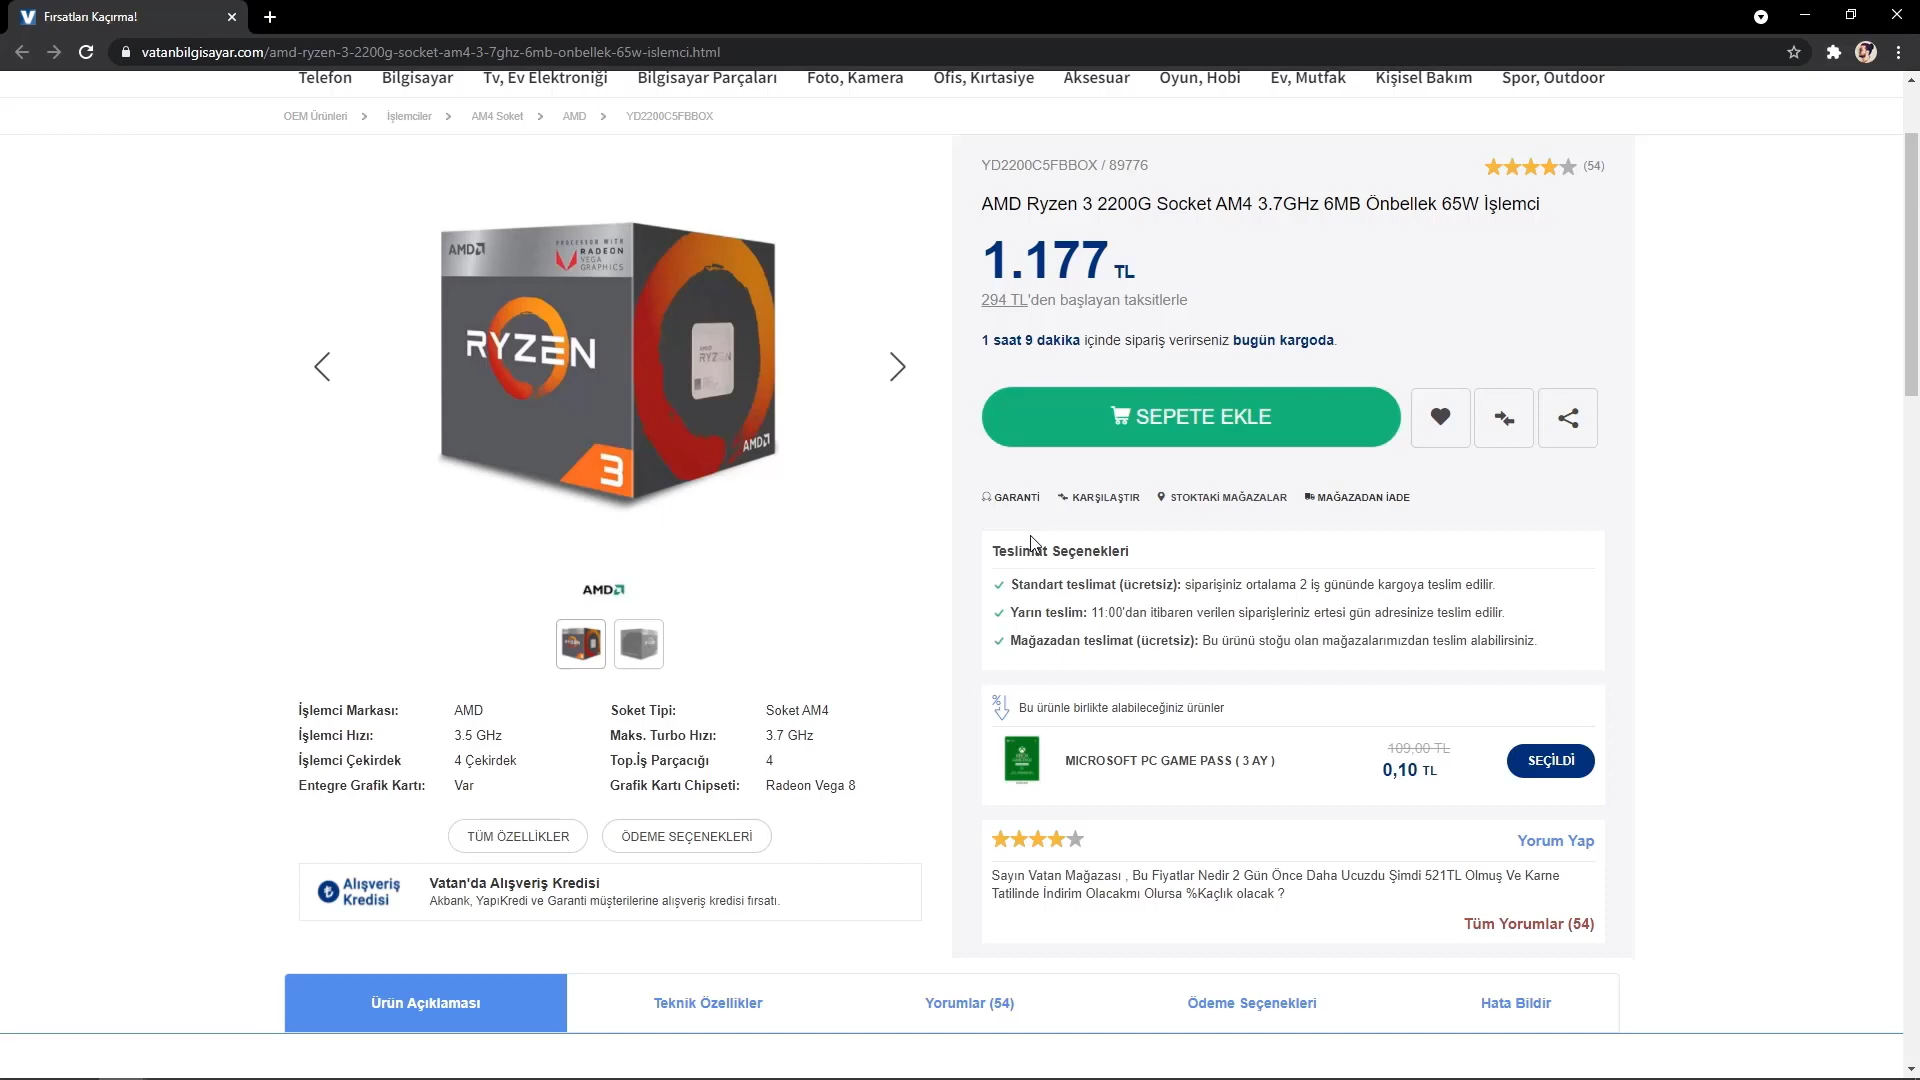 Fırsatları Kaçırma!
vatanbilgisayar.com/amd-ryzen-3-2200g-socket-am4-3-7ghz-6mb-onbellek-65w-islemci.html
Telefon Bilgisayar Tv, Ev Elektroniği Bilgisayar Parçaları Foto, Kamera Ofis, Kırtasiye Aksesuar Oyun, Hobi Ev, Mutfak Kişisel Bakım Spor, Outdoor
OEM Ürünleri > İşlemciler > AM4 Soket > AMD > YD2200C5FBBOX
YD2200C5FBBOX / 89776
(54)
AMD Ryzen 3 2200G Socket AM4 3.7GHz 6MB Önbellek 65W İşlemci
1.177 TL
294 TL'den başlayan taksitlerle
1 saat 9 dakika içinde sipariş verirseniz bugün kargoda.
SEPETE EKLE
GARANTİ KARŞILAŞTIR STOKTAKİ MAĞAZALAR MAĞAZADAN İADE
Teslimat Seçenekleri
Standart teslimat (ücretsiz): siparişiniz ortalama 2 iş gününde kargoya teslim edilir.
Yarın teslim: 11:00'dan itibaren verilen siparişleriniz ertesi gün adresinize teslim edilir.
Mağazadan teslimat (ücretsiz): Bu ürünü stoğu olan mağazalarımızdan teslim alabilirsiniz.
Bu ürünle birlikte alabileceğiniz ürünler
MICROSOFT PC GAME PASS ( 3 AY )
109,00 TL
0,10 TL
SEÇİLDİ
Yorum Yap
Sayın Vatan Mağazası , Bu Fiyatlar Nedir 2 Gün Önce Daha Ucuzdu Şimdi 521TL Olmuş Ve Karne
Tatilinde İndirim Olacakmı Olursa %Kaçlık olacak ?
Tüm Yorumlar (54)
AMD
PROCESSOR WITH
RADEON
VEGA
GRAPHICS
RYZEN
3
AMD
RYZEN
AMD
AMD
İşlemci Markası: AMD Soket Tipi: Soket AM4
İşlemci Hızı: 3.5 GHz Maks. Turbo Hızı: 3.7 GHz
İşlemci Çekirdek 4 Çekirdek Top.İş Parçacığı 4
Entegre Grafik Kartı: Var Grafik Kartı Chipseti: Radeon Vega 8
TÜM ÖZELLİKLER ÖDEME SEÇENEKLERİ
Alışveriş
Kredisi
Vatan'da Alışveriş Kredisi
Akbank, YapıKredi ve Garanti müşterilerine alışveriş kredisi fırsatı.
Ürün Açıklaması Teknik Özellikler Yorumlar (54) Ödeme Seçenekleri Hata Bildir